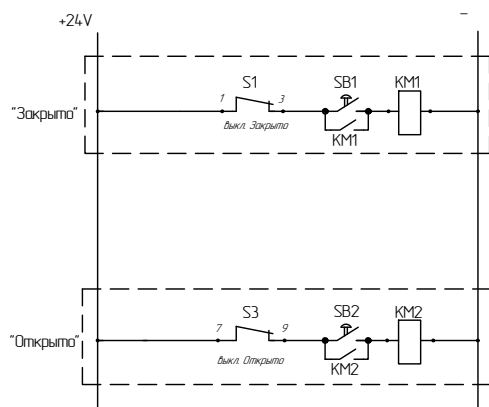 +24V –
S1 SB1 KM1
"Закрыто" 1 3
Выкл. Закрыто KM1
S3 SB2 KM2
"Открыто" 7 9
Выкл. Открыто KM2